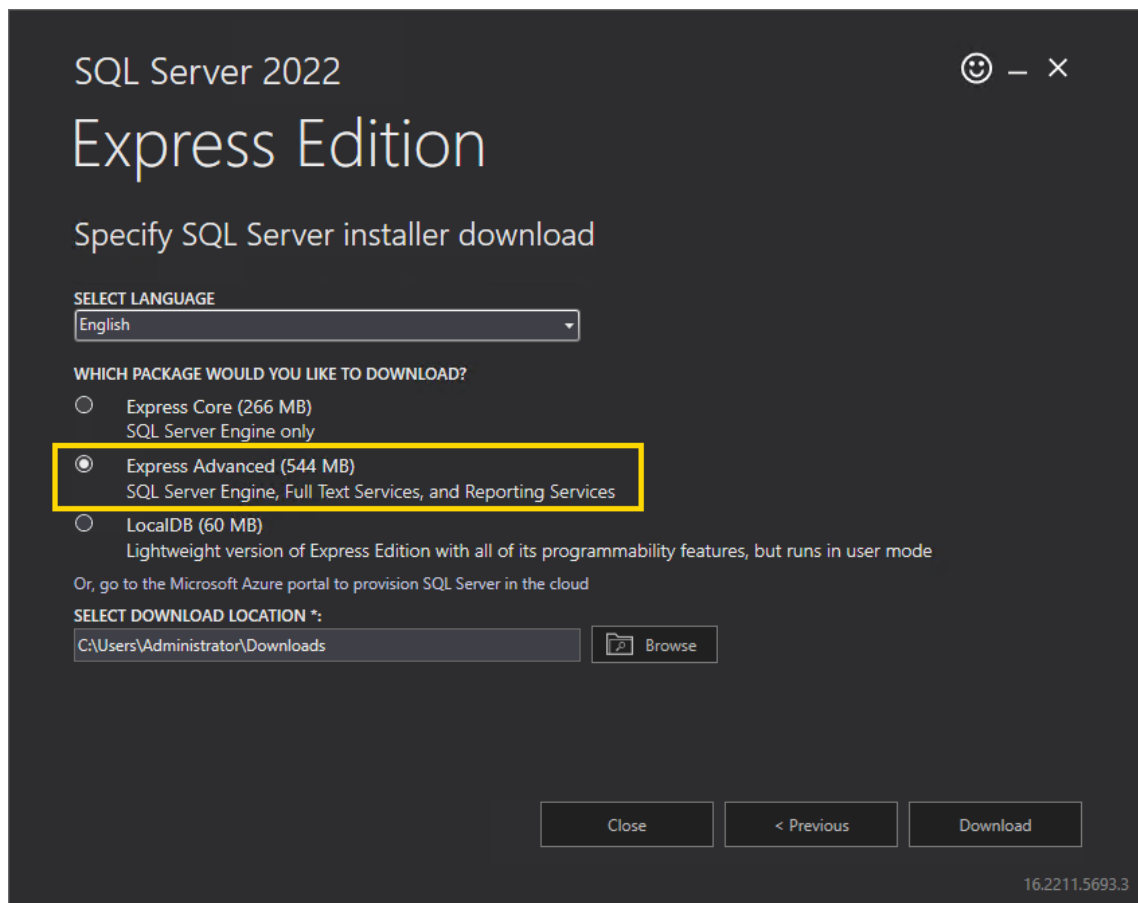 SQL Server 2022
Express Edition
Specify SQL Server installer download
SELECT LANGUAGE
English
WHICH PACKAGE WOULD YOU LIKE TO DOWNLOAD?
Express Core (266 MB)
SQL Server Engine only
Express Advanced (544 MB)
SQL Server Engine, Full Text Services, and Reporting Services
LocalDB (60 MB)
Lightweight version of Express Edition with all of its programmability features, but runs in user mode
Or, go to the Microsoft Azure portal to provision SQL Server in the cloud
SELECT DOWNLOAD LOCATION *:
C:\Users\Administrator\Downloads
Browse
Close
< Previous
Download
16.2211.5693.3